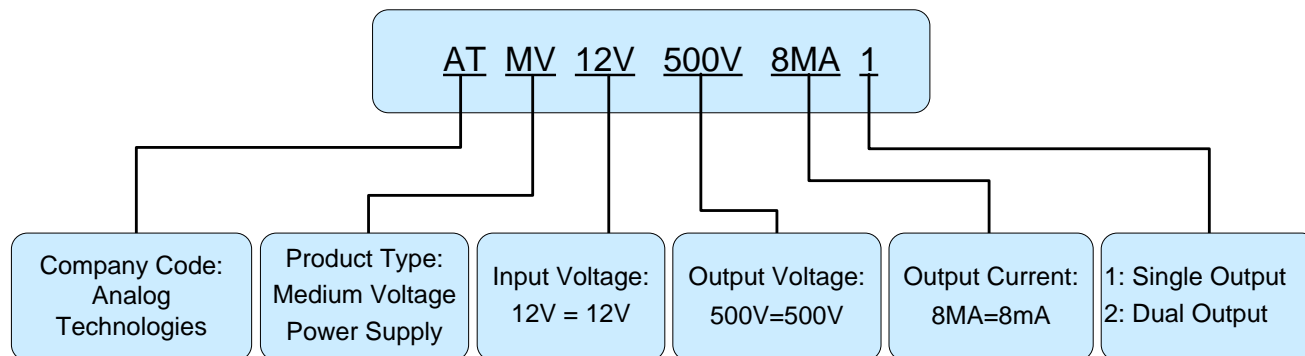 AT MV 12V 500V 8MA 1
Company Code:
Analog
Technologies
Product Type:
Medium Voltage
Power Supply
Input Voltage:
12V = 12V
Output Voltage:
500V=500V
Output Current:
8MA=8mA
1: Single Output
2: Dual Output